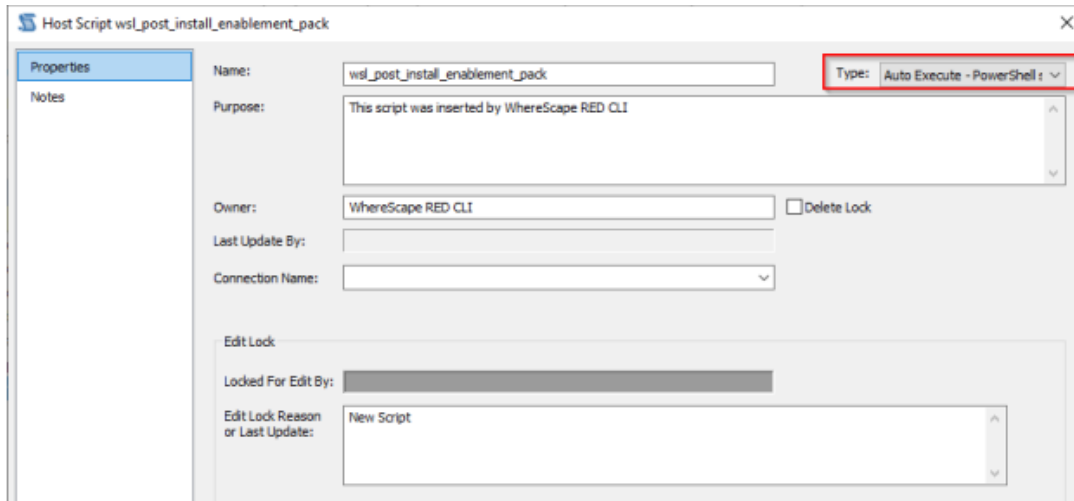 Host Script wsl_post_install_enablement_pack
Properties
Notes
Name:
wsl_post_install_enablement_pack
Type:
Auto Execute - PowerShell
Purpose:
This script was inserted by WhereScape RED CLI
Owner:
WhereScape RED CLI
Delete Lock
Last Update By:
Connection Name:
Edit Lock
Locked For Edit By:
Edit Lock Reason
or Last Update:
New Script